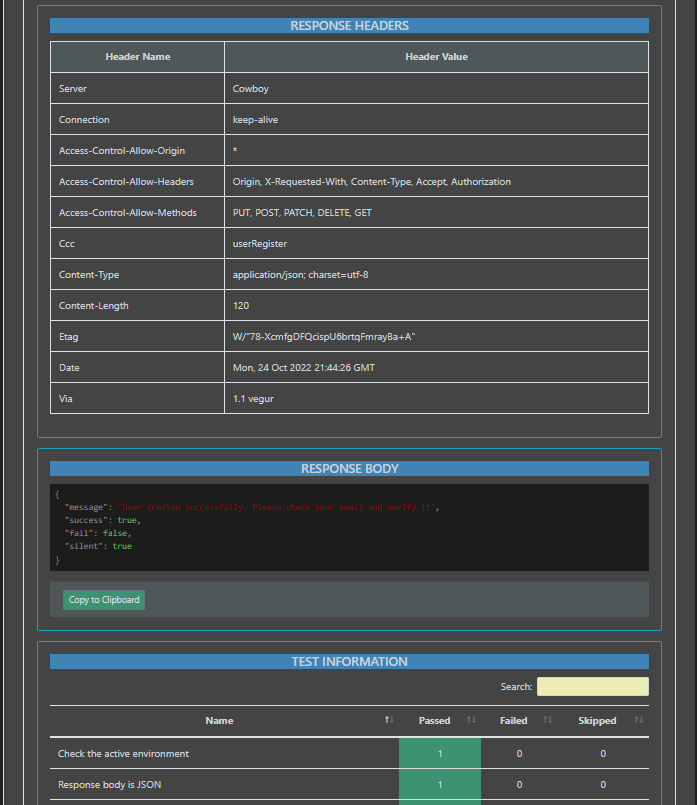 RESPONSE HEADERS
Header Name Header Value
Server Cowboy
Connection keep-alive
Access-Control-Allow-Origin *
Access-Control-Allow-Headers Origin, X-Requested-With, Content-Type, Accept, Authorization
Access-Control-Allow-Methods PUT, POST, PATCH, DELETE, GET
Ccc userRegister
Content-Type application/json; charset=utf-8
Content-Length 120
Etag W/"78-XcmfgDFQcispU6brtqFmrayBa+A"
Date Mon, 24 Oct 2022 21:44:26 GMT
Via 1.1 vegur
RESPONSE BODY
{
"message": "User created successfully. Please check your email and verify it",
"success": true,
"fail": false,
"silent": true
}
Copy to Clipboard
TEST INFORMATION
Search:
Name Passed Failed Skipped
Check the active environment 1 0 0
Response body is JSON 1 0 0